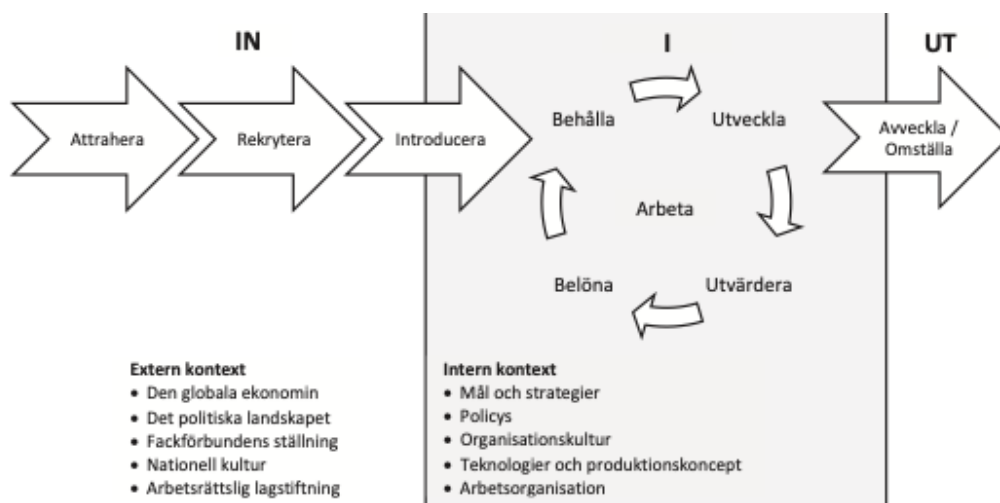 IN
I
UT
Attrahera
Rekrytera
Introducera
Behålla
Utveckla
Avveckla /
Omställa
Arbeta
Belöna
Utvärdera
Extern kontext
• Den globala ekonomin
• Det politiska landskapet
• Fackförbundens ställning
• Nationell kultur
• Arbetsrättslig lagstiftning
Intern kontext
• Mål och strategier
• Policys
• Organisationskultur
• Teknologier och produktionskoncept
• Arbetsorganisation